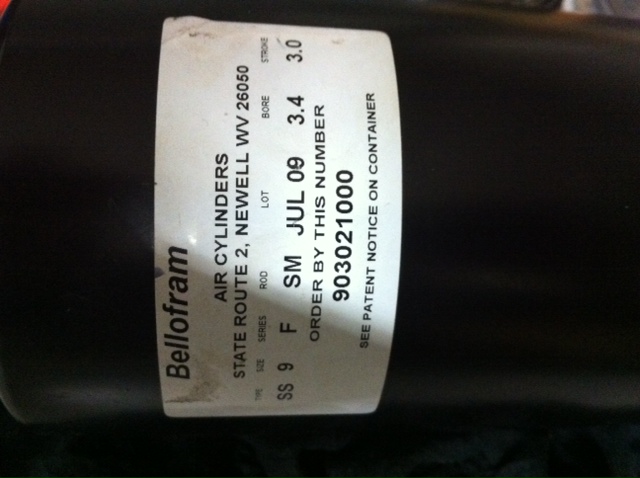 Bellofram
AIR CYLINDERS
STATE ROUTE 2, NEWELL WV 26050
TYPE SIZE SERIES ROD LOT BORE STROKE
SS 9 F SM JUL 09 3.4 3.0
ORDER BY THIS NUMBER
903021000
SEE PATENT NOTICE ON CONTAINER